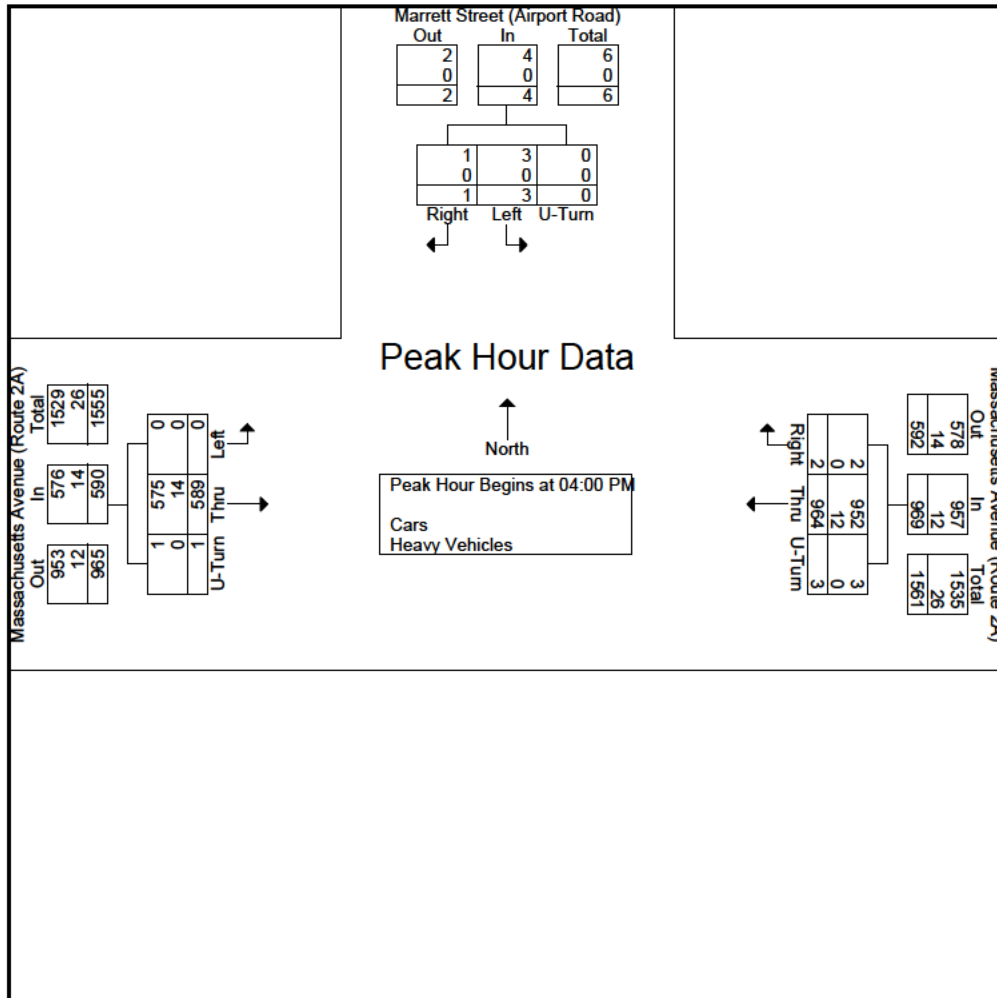 Marrett Street (Airport Road)
Out In Total
2 4 6
0 0 0
2 4 6
1 3 0
0 0 0
1 3 0
Right Left U-Turn
Massachusetts Avenue (Route 2A)
Out In Total
953 576 1529
12 14 26
965 590 1555
1 575 0
0 14 0
1 589 0
U-Turn Thru Left
Peak Hour Data
North
Peak Hour Begins at 04:00 PM
Cars
Heavy Vehicles
Massachusetts Avenue (Route 2A)
Out In Total
578 957 1535
14 12 26
592 969 1561
2 952 3
0 12 0
2 964 3
Right Thru U-Turn